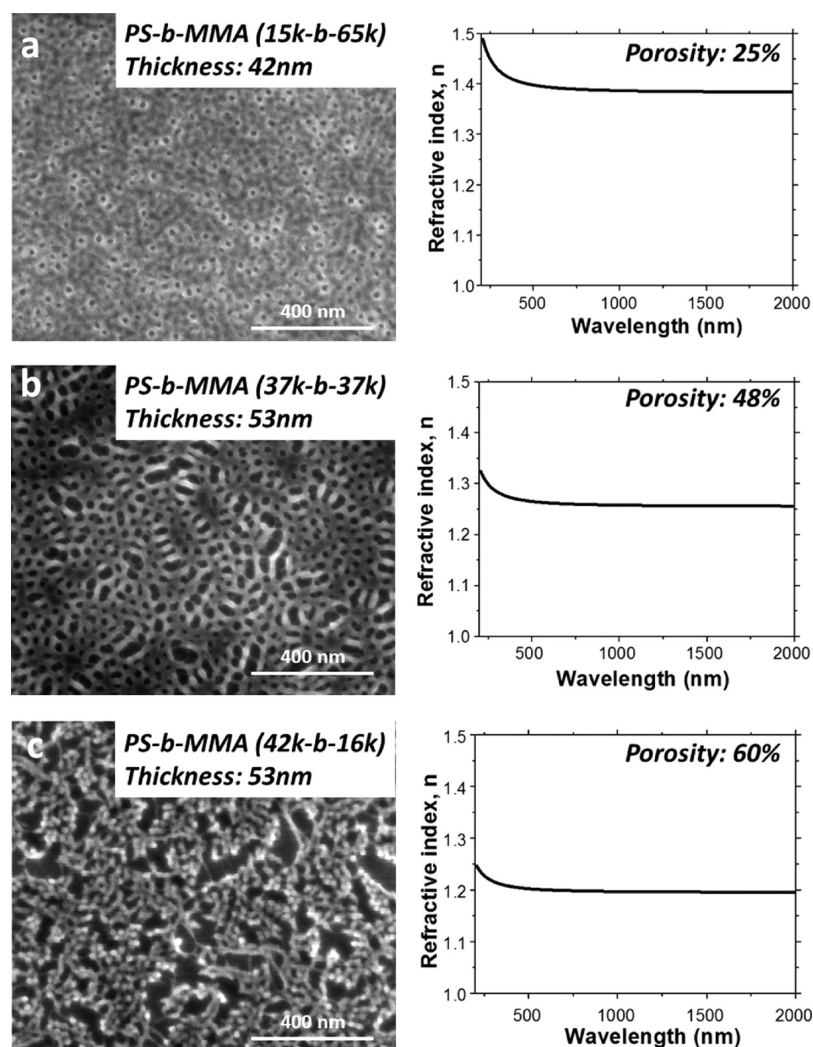 a
PS-b-MMA (15k-b-65k)
Thickness: 42nm
400 nm
Porosity: 25%
Refractive index, n
1.5
1.4
1.3
1.2
1.1
1.0
500
1000
1500
2000
Wavelength (nm)
b
PS-b-MMA (37k-b-37k)
Thickness: 53nm
400 nm
Porosity: 48%
Refractive index, n
1.5
1.4
1.3
1.2
1.1
1.0
500
1000
1500
2000
Wavelength (nm)
c
PS-b-MMA (42k-b-16k)
Thickness: 53nm
400 nm
Porosity: 60%
Refractive index, n
1.5
1.4
1.3
1.2
1.1
1.0
500
1000
1500
2000
Wavelength (nm)